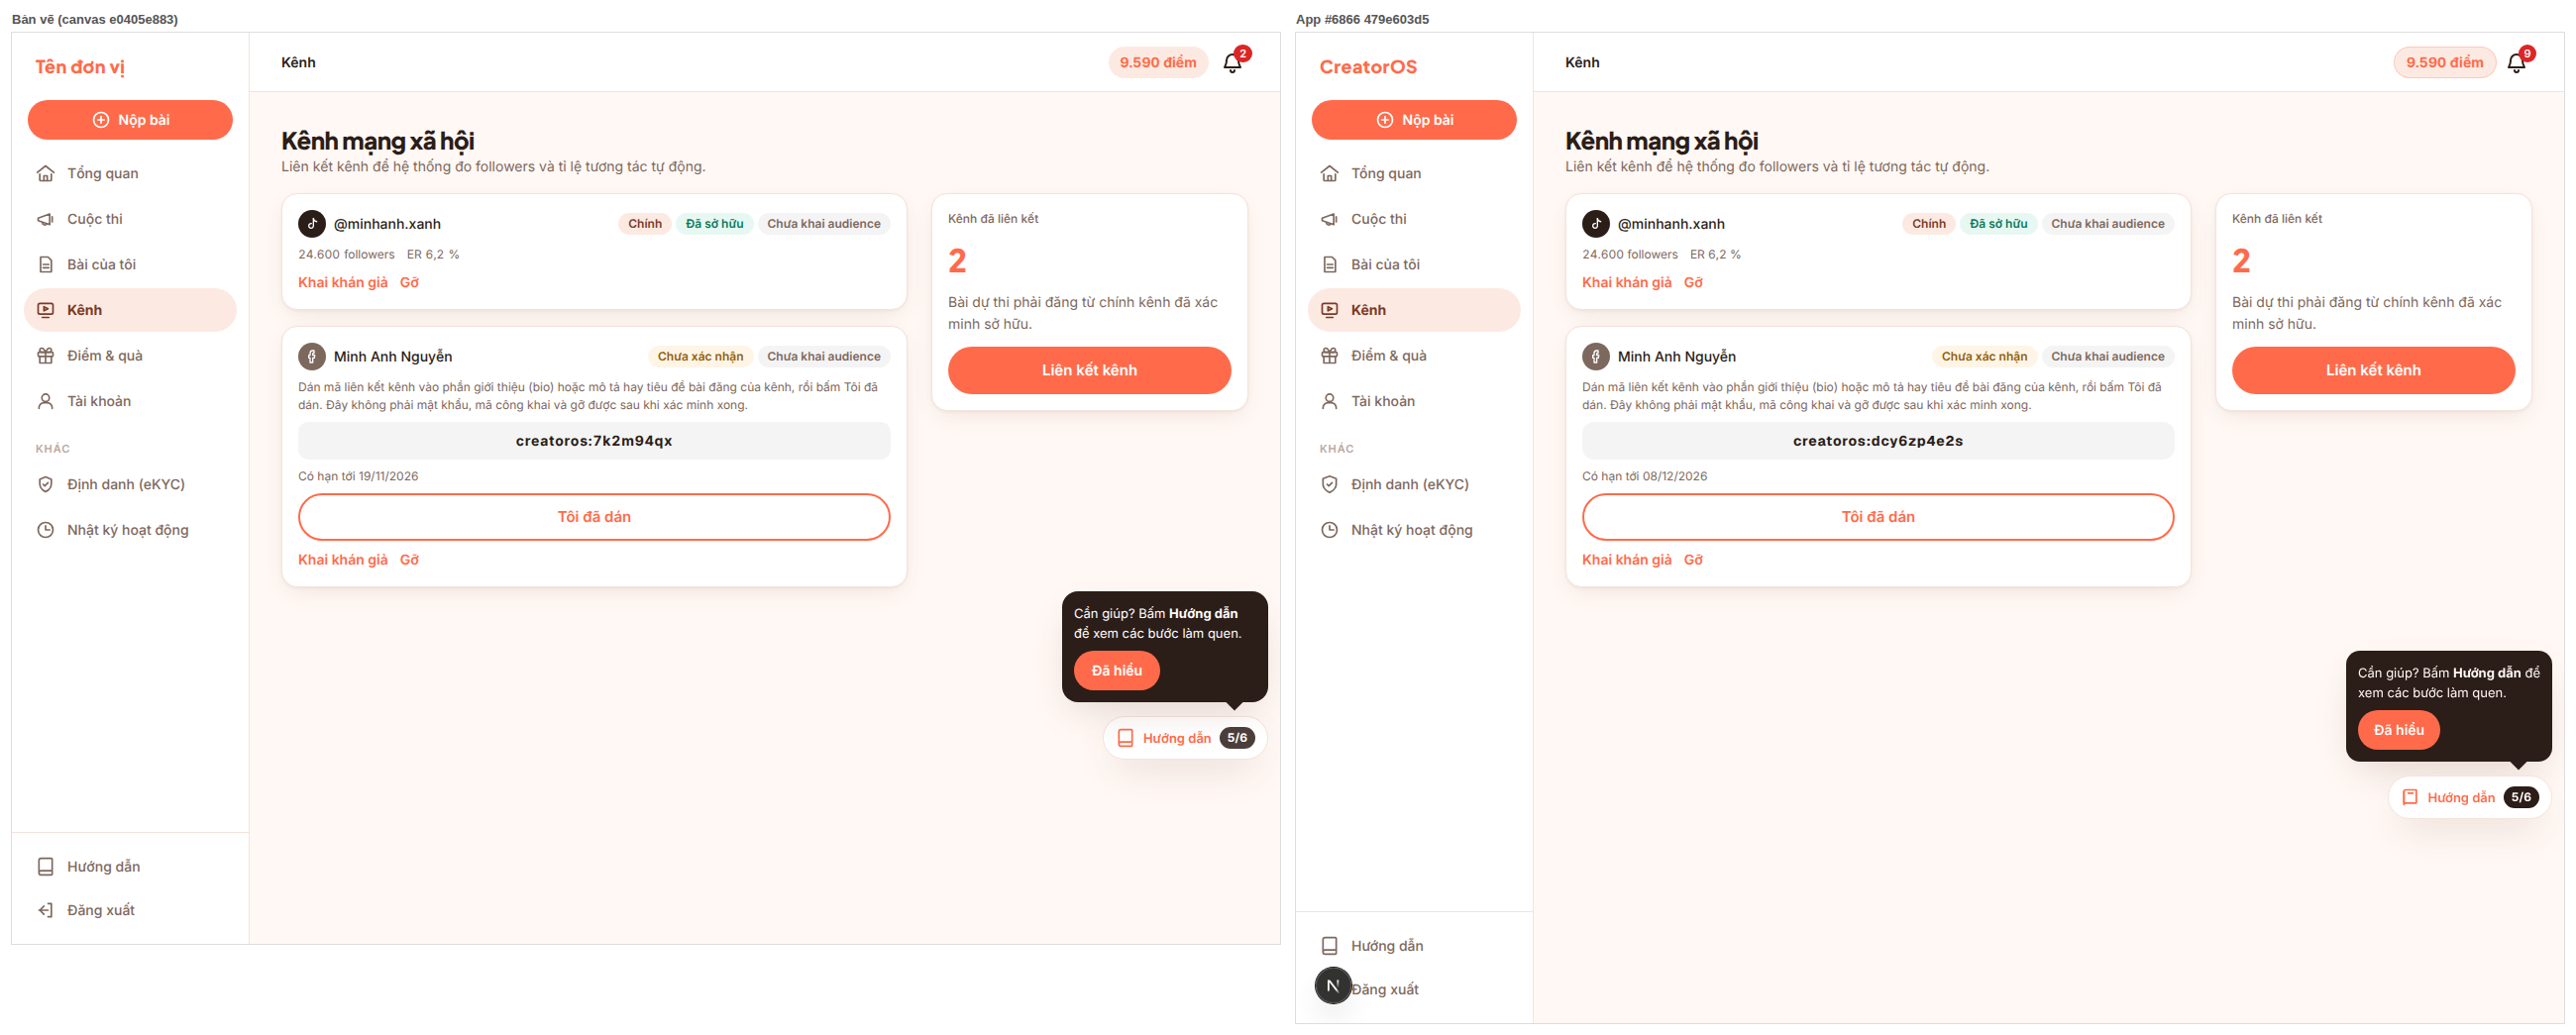 Bản vẽ (canvas e0405e883)
Tên đơn vị
Nộp bài
Tổng quan
Cuộc thi
Bài của tôi
Kênh
Điểm & quà
Tài khoản
KHÁC
Định danh (eKYC)
Nhật ký hoạt động
Hướng dẫn
Đăng xuất
Kênh
9.590 điểm
2
Kênh mạng xã hội
Liên kết kênh để hệ thống đo followers và tỉ lệ tương tác tự động.
@minhanh.xanh
Chính
Đã sở hữu
Chưa khai audience
24.600 followers ER 6,2 %
Khai khán giả Gỡ
Minh Anh Nguyễn
Chưa xác nhận
Chưa khai audience
Dán mã liên kết kênh vào phần giới thiệu (bio) hoặc mô tả hay tiêu đề bài đăng của kênh, rồi bấm Tôi đã
dán. Đây không phải mật khẩu, mã công khai và gỡ được sau khi xác minh xong.
creatoros:7k2m94qx
Có hạn tới 19/11/2026
Tôi đã dán
Khai khán giả Gỡ
Kênh đã liên kết
2
Bài dự thi phải đăng từ chính kênh đã xác
minh sở hữu.
Liên kết kênh
Cần giúp? Bấm Hướng dẫn
để xem các bước làm quen.
Đã hiểu
Hướng dẫn 5/6
App #6866 479e603d5
CreatorOS
Nộp bài
Tổng quan
Cuộc thi
Bài của tôi
Kênh
Điểm & quà
Tài khoản
KHÁC
Định danh (eKYC)
Nhật ký hoạt động
Hướng dẫn
N
Đăng xuất
Kênh
9.590 điểm
9
Kênh mạng xã hội
Liên kết kênh để hệ thống đo followers và tỉ lệ tương tác tự động.
@minhanh.xanh
Chính
Đã sở hữu
Chưa khai audience
24.600 followers ER 6,2 %
Khai khán giả Gỡ
Minh Anh Nguyễn
Chưa xác nhận
Chưa khai audience
Dán mã liên kết kênh vào phần giới thiệu (bio) hoặc mô tả hay tiêu đề bài đăng của kênh, rồi bấm Tôi đã
dán. Đây không phải mật khẩu, mã công khai và gỡ được sau khi xác minh xong.
creatoros:dcy6zp4e2s
Có hạn tới 08/12/2026
Tôi đã dán
Khai khán giả Gỡ
Kênh đã liên kết
2
Bài dự thi phải đăng từ chính kênh đã xác
minh sở hữu.
Liên kết kênh
Cần giúp? Bấm Hướng dẫn để
xem các bước làm quen.
Đã hiểu
Hướng dẫn 5/6